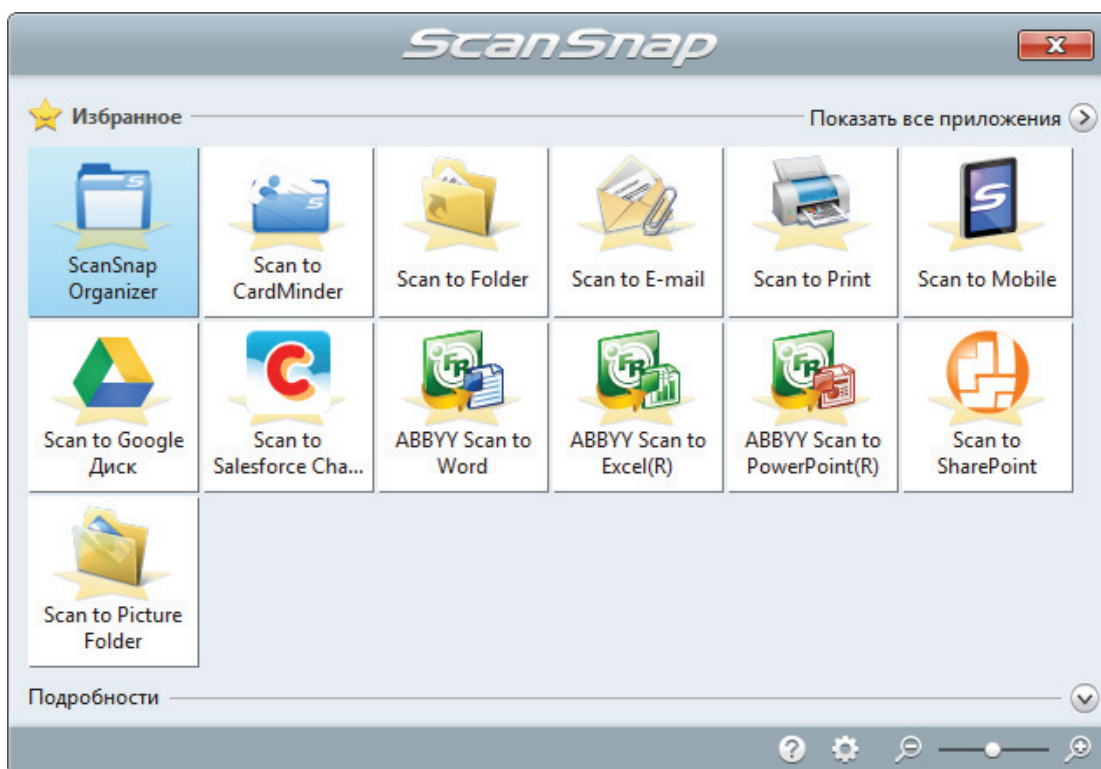 ScanSnap
Избранное
Показать все приложения
ScanSnap
Organizer
Scan to
CardMinder
Scan to Folder
Scan to E-mail
Scan to Print
Scan to Mobile
Scan to Google
Диск
Scan to
Salesforce Cha...
ABBYY Scan to
Word
ABBYY Scan to
Excel(R)
ABBYY Scan to
PowerPoint(R)
Scan to
SharePoint
Scan to Picture
Folder
Подробности